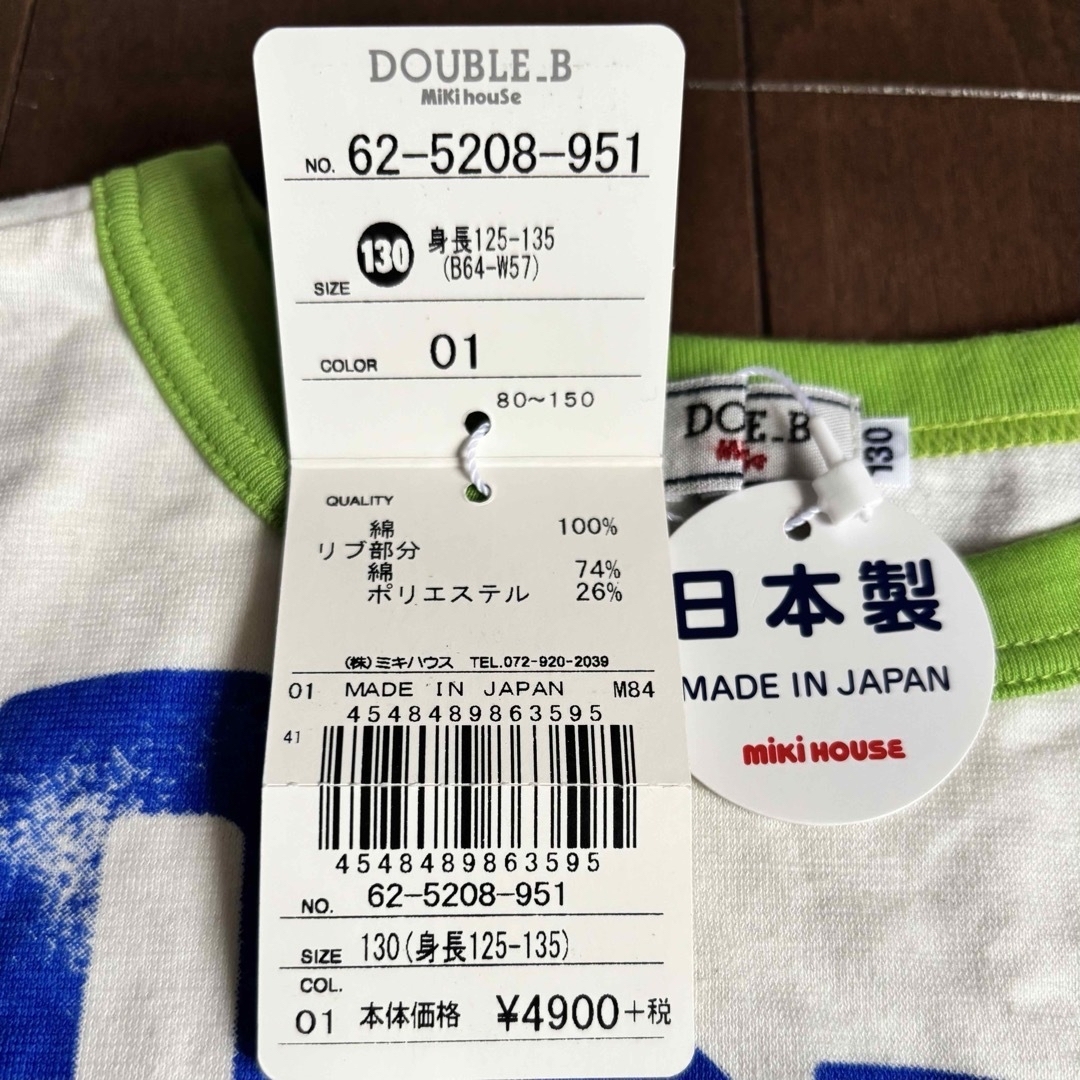 DOUBLE_B
MiKi houSe
NO. 62-5208-951
SIZE 130 身長125-135
(B64-W57)
COLOR 01
80~150
QUALITY
綿 100%
リブ部分
綿 74%
ポリエステル 26%
(株)ミキハウス TEL.072-920-2039
01 MADE IN JAPAN M84
4548489863595
41
4548489863595
NO. 62-5208-951
SIZE 130(身長125-135)
COL.
01 本体価格 ¥4900+税
E_B
130
日本製
MADE IN JAPAN
miKi HOUSE